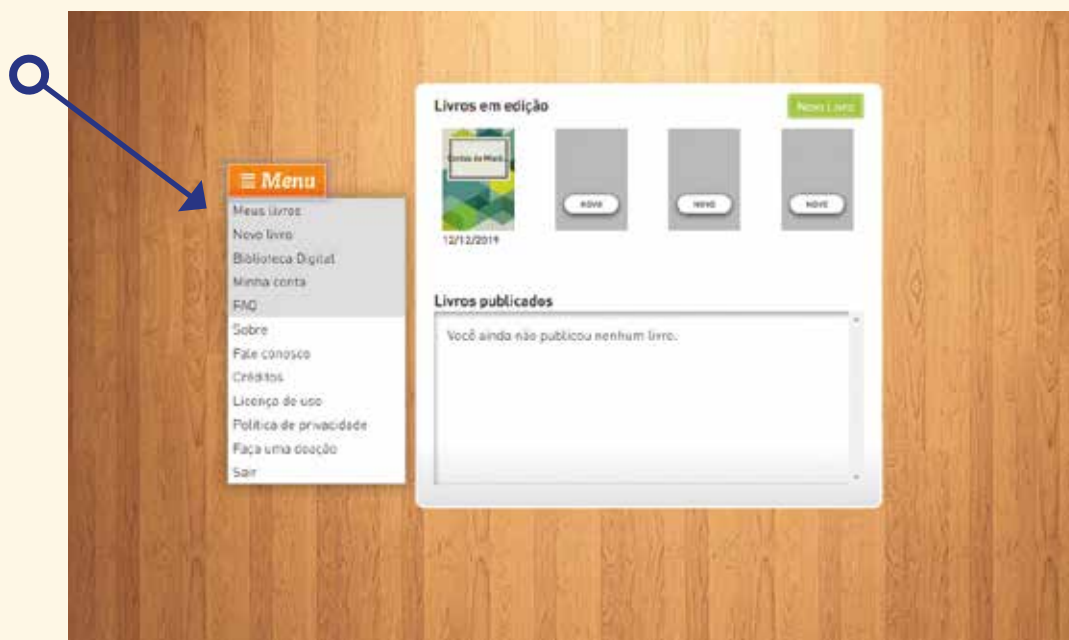 Menu
Meus livros
Novo livro
Biblioteca Digital
Minha conta
FAQ
Sobre
Fale conosco
Créditos
Licença de uso
Política de privacidade
Faça uma doação
Sair
Livros em edição
Novo Livro
Contos de
NOVO
NOVO
NOVO
12/12/2019
Livros publicados
Você ainda não publicou nenhum livro.